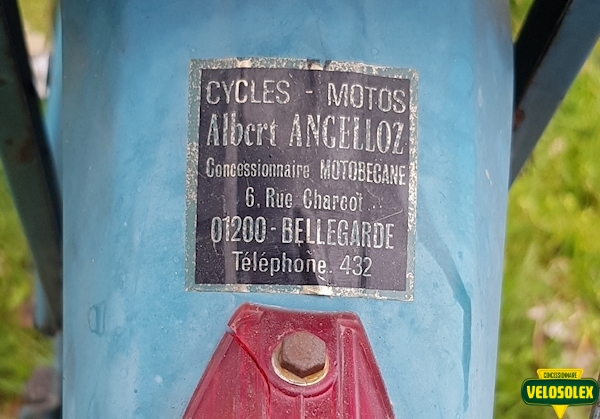 CYCLES - MOTOS
Albert ANGELLOZ
Concessionnaire MOTOBECANE
6, Rue Charcot
01200 - BELLEGARDE
Téléphone. 432
CONCESSIONNAIRE
VELOSOLEX